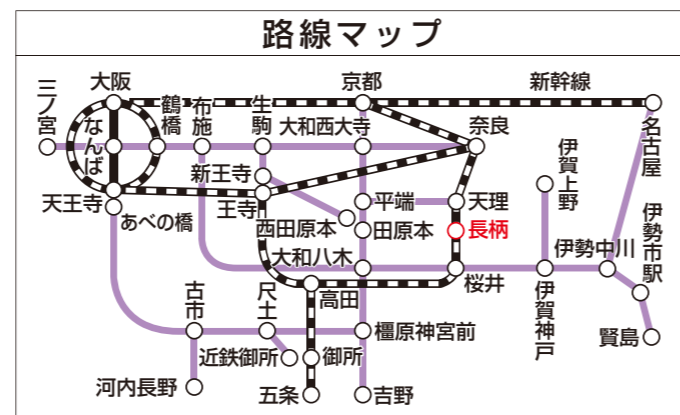 路線マップ
三ノ宮
大阪
なんば
鶴橋
布施
生駒
京都
大和西大寺
新幹線
奈良
名古屋
新王寺
天王寺
王寺
あべの橋
西田原本
平端
田原本
天理
長柄
伊賀上野
大和八木
桜井
伊勢中川
伊勢市駅
高田
伊賀神戸
古市
尺土
橿原神宮前
賢島
近鉄御所
御所
河内長野
五条
吉野